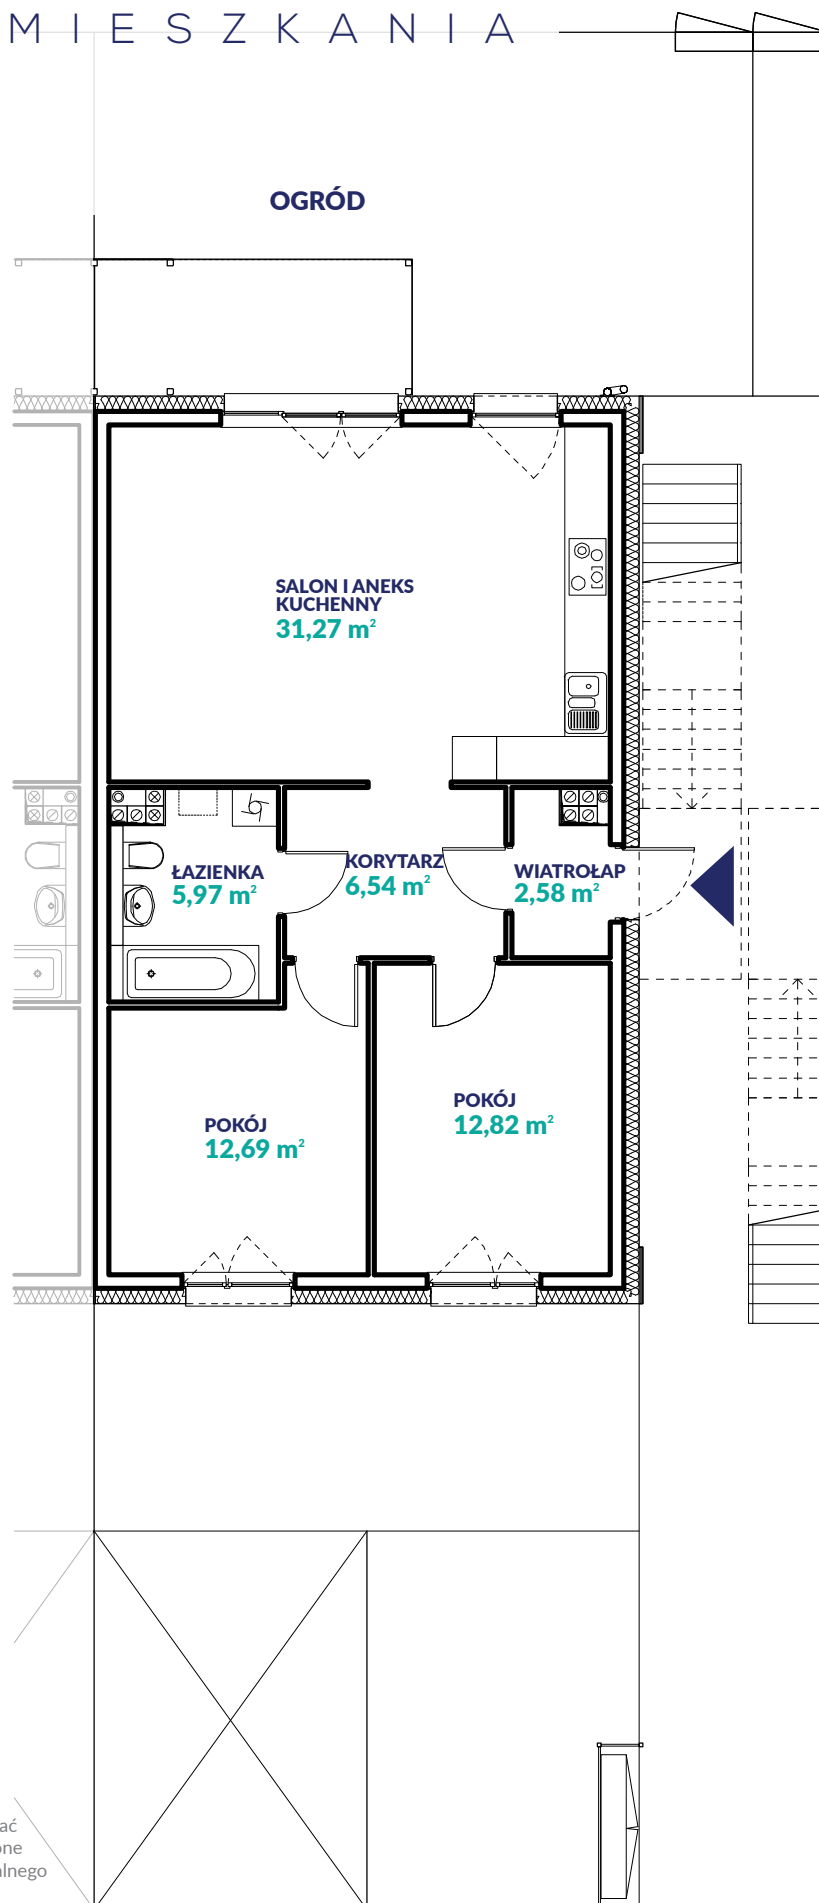 MIESZKANIA
OGRÓD
SALON I ANEKS
KUCHENNY
31,27 m²
ŁAZIENKA
5,97 m²
KORYTARZ
6,54 m²
WIATROŁAP
2,58 m²
POKÓJ
12,69 m²
POKÓJ
12,82 m²